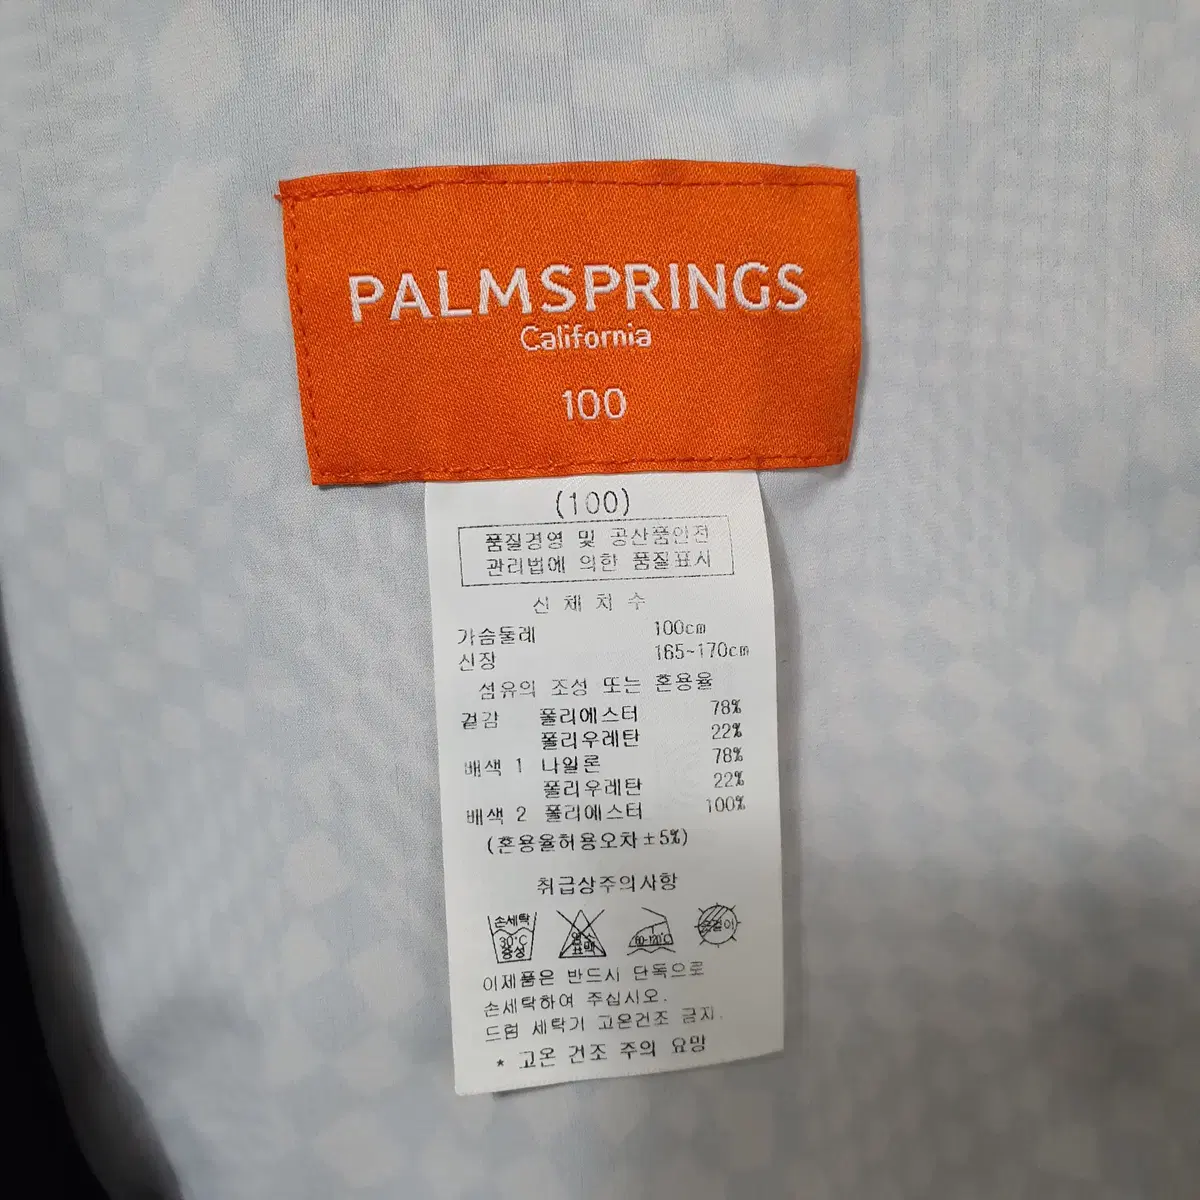 PALMSPRINGS
California
100
(100)
품질경영 및 공산품안전
관리법에 의한 품질표시
신 체 치 수
가슴둘레 100cm
신장 165~170cm
섬유의 조성 또는 혼용율
겉감 폴리에스터 78%
폴리우레탄 22%
배색 1 나일론 78%
폴리우레탄 22%
배색 2 폴리에스터 100%
(혼용율허용오차±5%)
취급상주의사항
손세탁
30°C
중성
염소
표백
옷걸이
이제품은 반드시 단독으로
손세탁하여 주십시오.
드럼 세탁기 고온건조 금지.
* 고온 건조 주의 요망